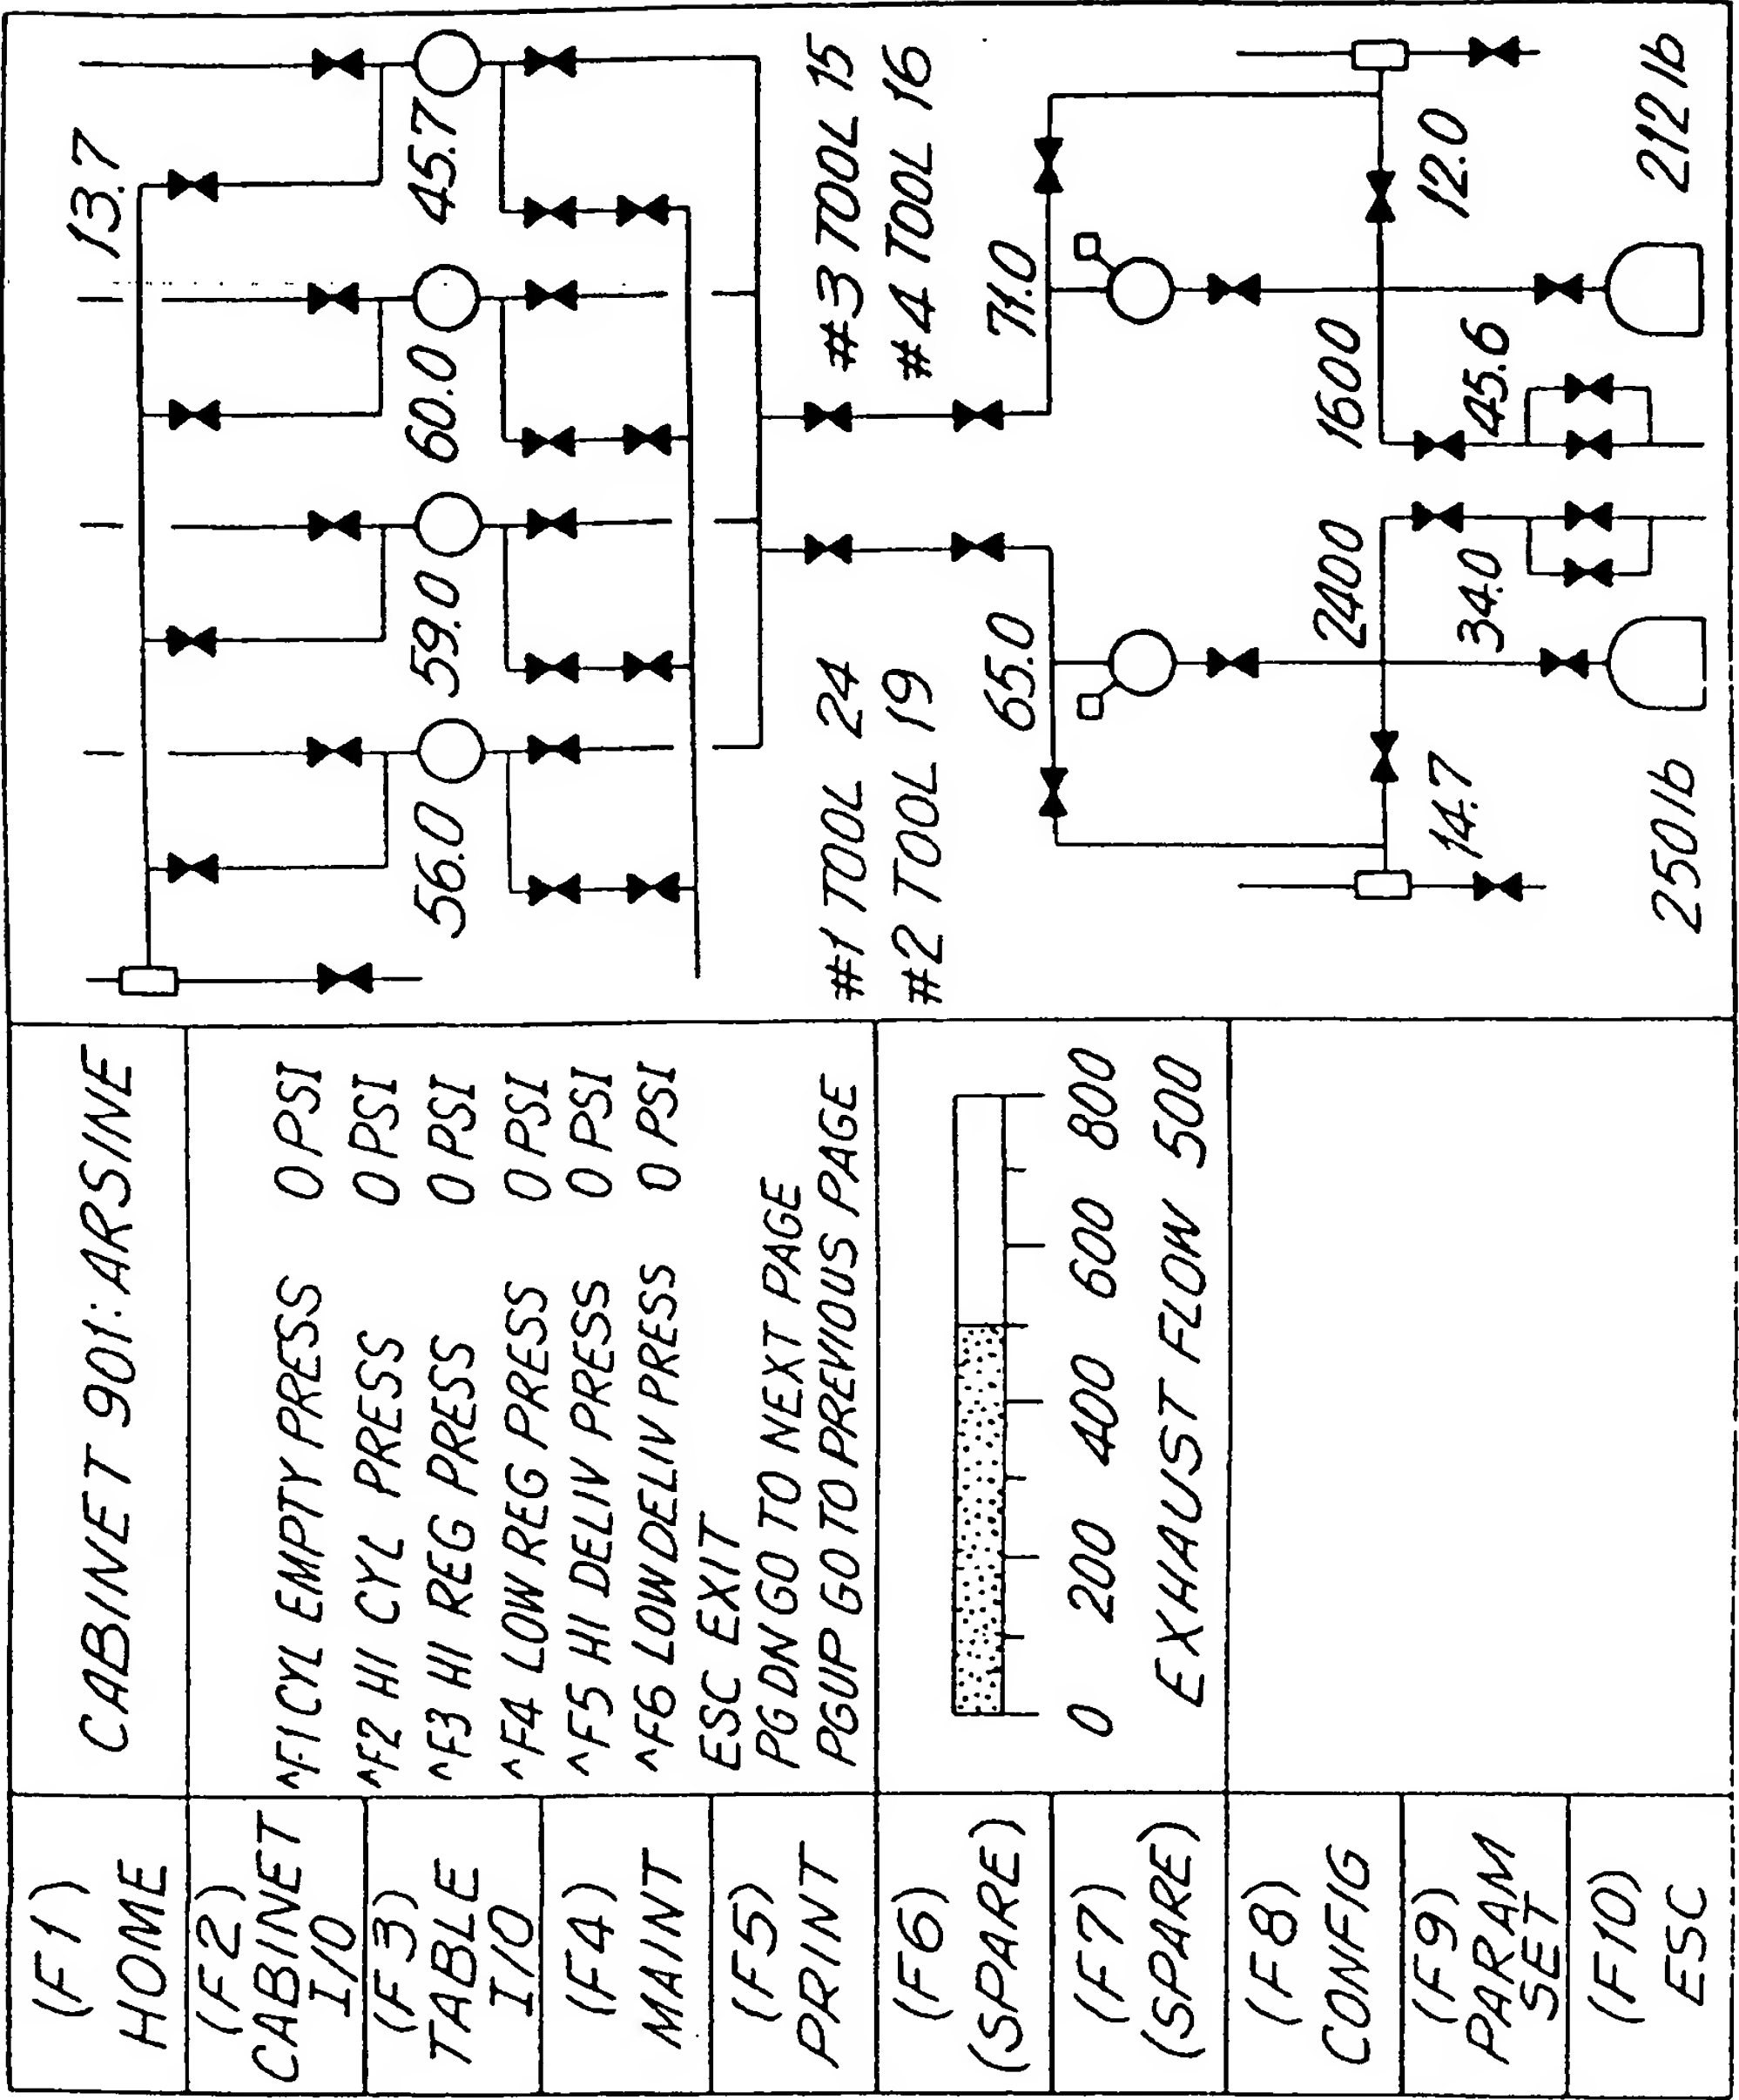 (F1)
HOME
(F2)
CABINET
I/O
(F3)
TABLE
I/O
(F4)
MAINT
(F5)
PRINT
(F6)
(SPARE)
(F7)
(SPARE)
(F8)
CONFIG
(F9)
PARAM
SET
(F10)
ESC
CABINET 901: ARSINE
^F1 CYL EMPTY PRESS 0 PSI
^F2 HI CYL PRESS 0 PSI
^F3 HI REG PRESS 0 PSI
^F4 LOW REG PRESS 0 PSI
^F5 HI DELIV PRESS 0 PSI
^F6 LOW DELIV PRESS 0 PSI
ESC EXIT
PG DN GO TO NEXT PAGE
PGUP GO TO PREVIOUS PAGE
0 200 400 600 800
EXHAUST FLOW 500
13.7
56.0 59.0 60.0 45.7
#1 TOOL 24 #3 TOOL 15
#2 TOOL 19 #4 TOOL 16
65.0 71.0
2400 1600
14.7 34.0 45.6 12.0
250 lb 212 lb